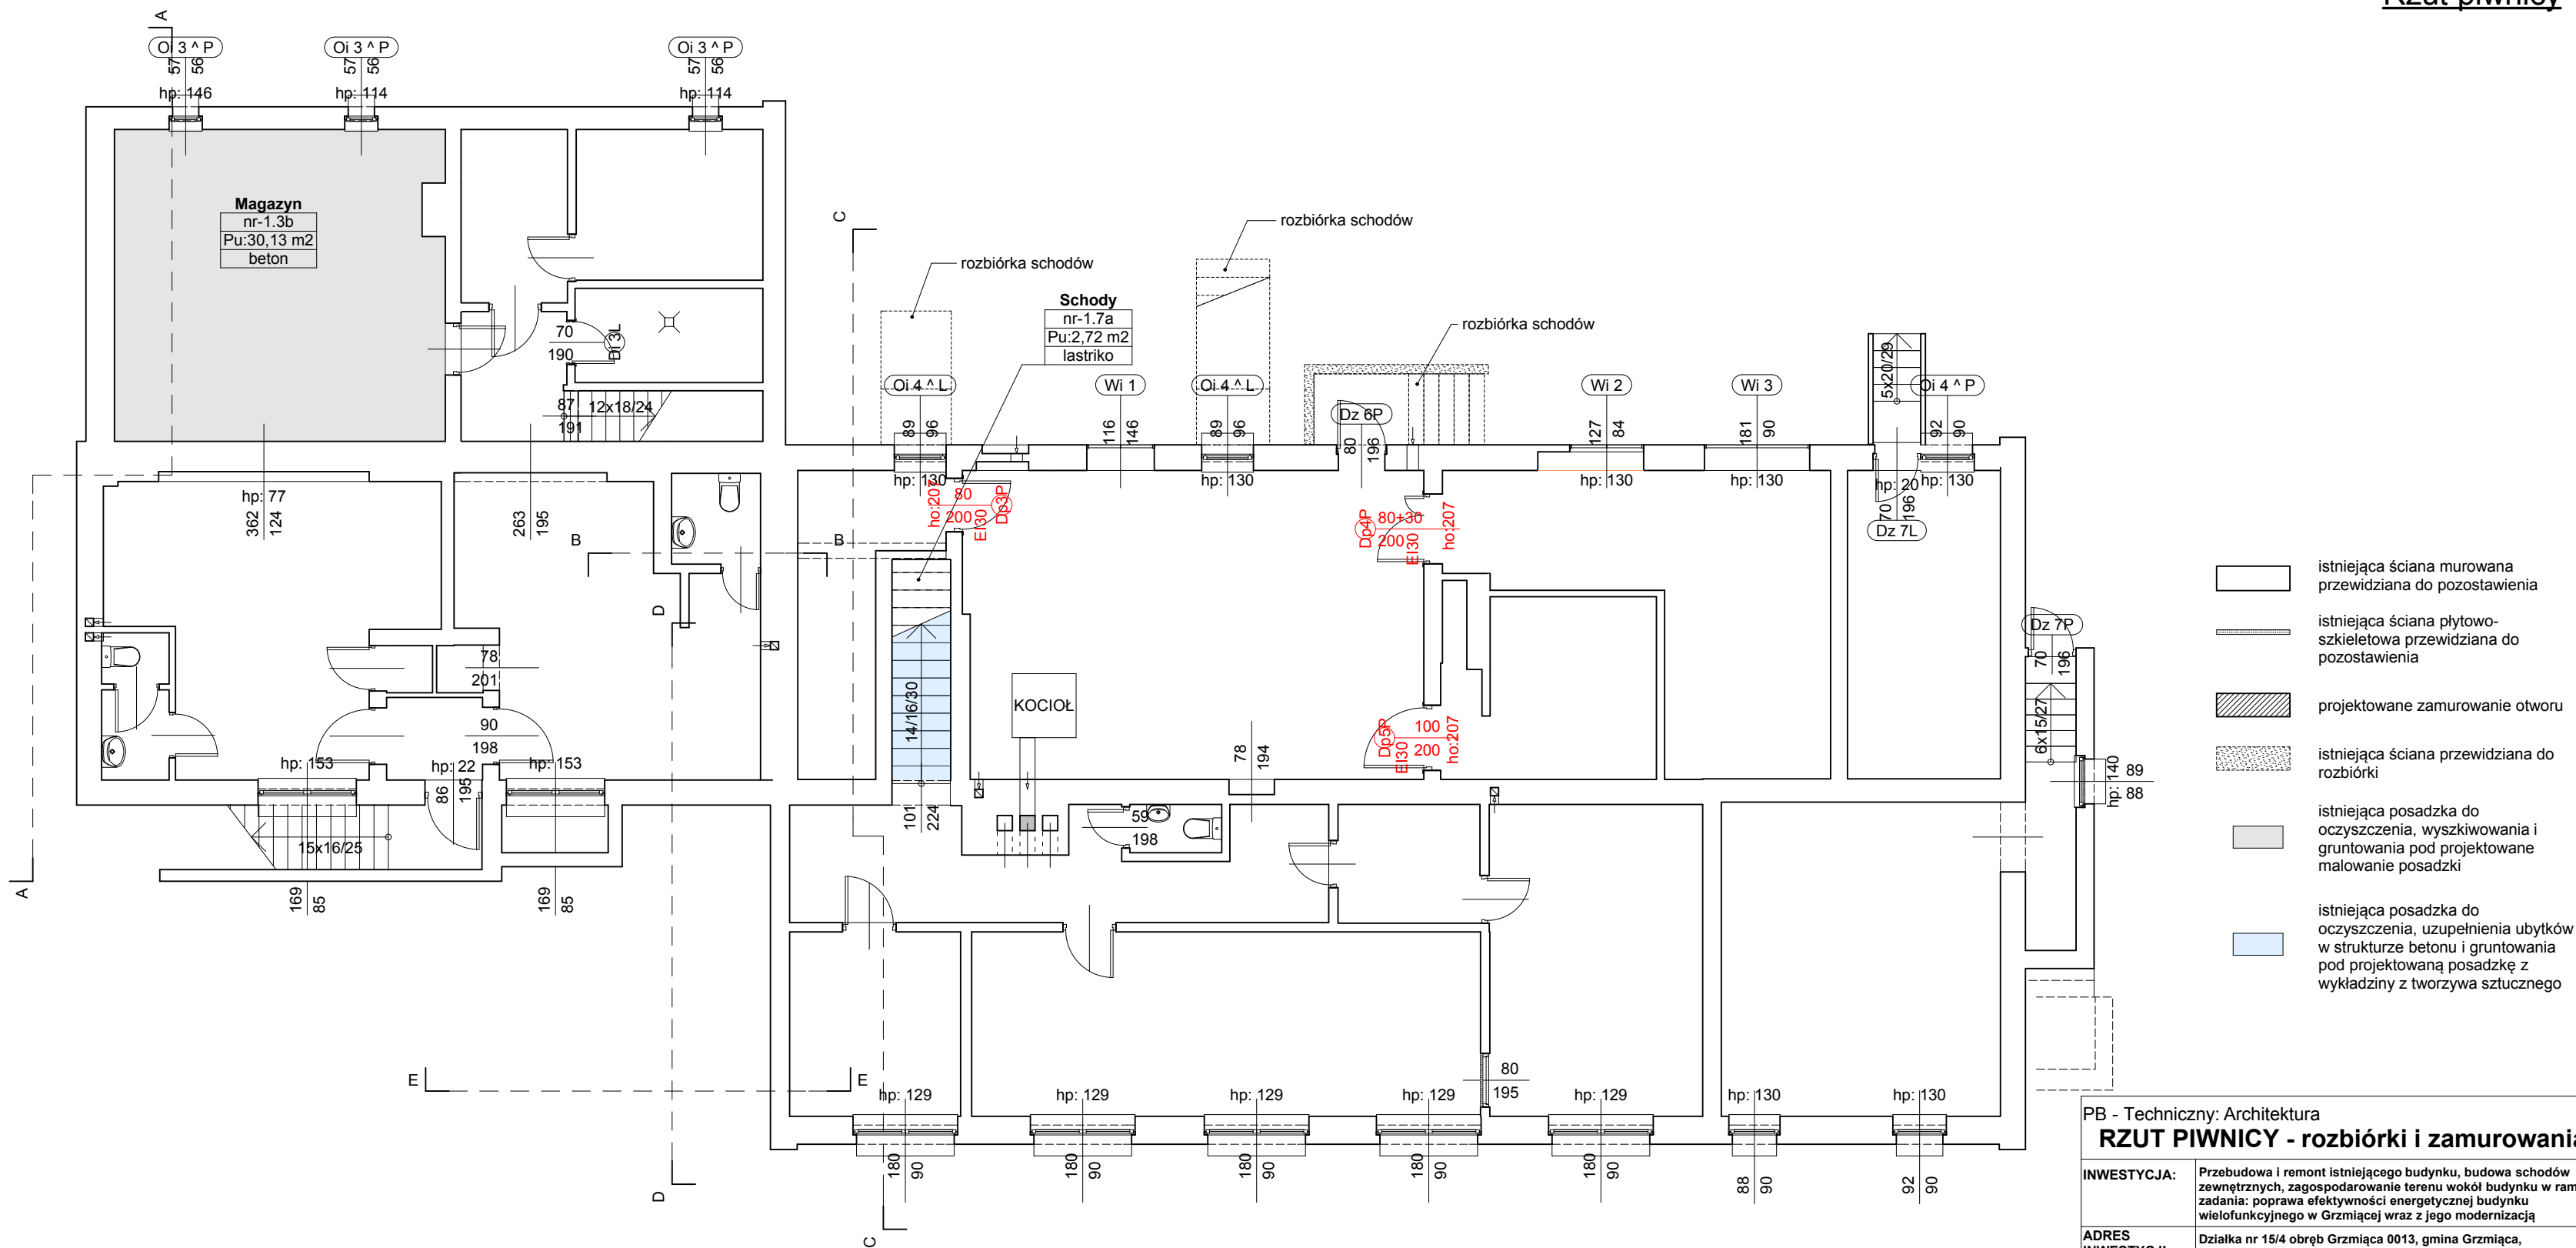 Rzut piwnicy
A
Oi 3 ^ P
57
56
hp: 146
Oi 3 ^ P
57
56
hp: 114
Oi 3 ^ P
57
56
hp: 114
Magazyn
nr-1.3b
Pu:30,13 m2
beton
C
rozbiórka schodów
rozbiórka schodów
rozbiórka schodów
Schody
nr-1.7a
Pu:2,72 m2
lastriko
70
190
Di 3L
87
191
12x18/24
Oi 4 ^ L
89
96
hp: 130
Wi 1
116
146
Oi 4 ^ L
89
96
hp: 130
Dz 6P
80
196
Wi 2
127
84
hp: 130
Wi 3
181
90
hp: 130
5x20/29
Oi 4 ^ P
92
90
hp: 130
hp: 20
70
196
Dz 7L
hp: 77
362
124
263
195
B
B
D
ho:207
80
200
EI30
Dp3P
Dp4P
80+30
200
EI30
ho:207
Dp5P
100
200
EI30
ho:207
Dz 7P
70
196
6x15/27
hp: 140
89
88
78
201
90
198
hp: 153
hp: 22
86
195
hp: 153
14/16/30
KOCIOŁ
78
194
101
224
59
198
15x16/25
A
169
85
169
85
E
E
D
C
80
195
hp: 129
180
90
hp: 129
180
90
hp: 129
180
90
hp: 129
180
90
hp: 129
180
90
hp: 130
88
90
hp: 130
92
90
istniejąca ściana murowana
przewidziana do pozostawienia
istniejąca ściana płytowo-
szkieletowa przewidziana do
pozostawienia
projektowane zamurowanie otworu
istniejąca ściana przewidziana do
rozbiórki
istniejąca posadzka do
oczyszczenia, wyszkiwowania i
gruntowania pod projektowane
malowanie posadzki
istniejąca posadzka do
oczyszczenia, uzupełnienia ubytków
w strukturze betonu i gruntowania
pod projektowaną posadzkę z
wykładziny z tworzywa sztucznego
PB - Techniczny: Architektura
RZUT PIWNICY - rozbiórki i zamurowania
INWESTYCJA:
Przebudowa i remont istniejącego budynku, budowa schodów
zewnętrznych, zagospodarowanie terenu wokół budynku w ram
zadania: poprawa efektywności energetycznej budynku
wielofunkcyjnego w Grzmiącej wraz z jego modernizacją
ADRES
Działka nr 15/4 obręb Grzmiąca 0013, gmina Grzmiąca,